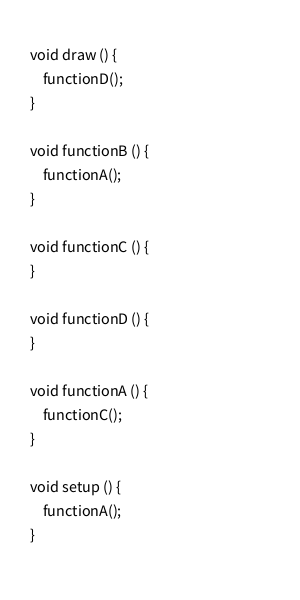 void draw () {
    functionD();
}

void functionB () {
    functionA();
}

void functionC () {
}

void functionD () {
}

void functionA () {
    functionC();
}

void setup () {
    functionA();
}